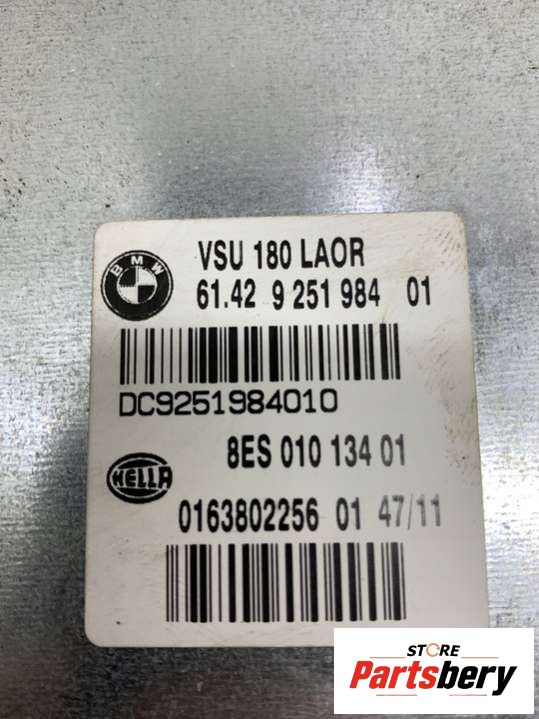 BMW
VSU 180 LAOR
61.42 9 251 984 01
DC9251984010
HELLA
8ES 010 134 01
0163802256 01 47/11
STORE
Partsbery